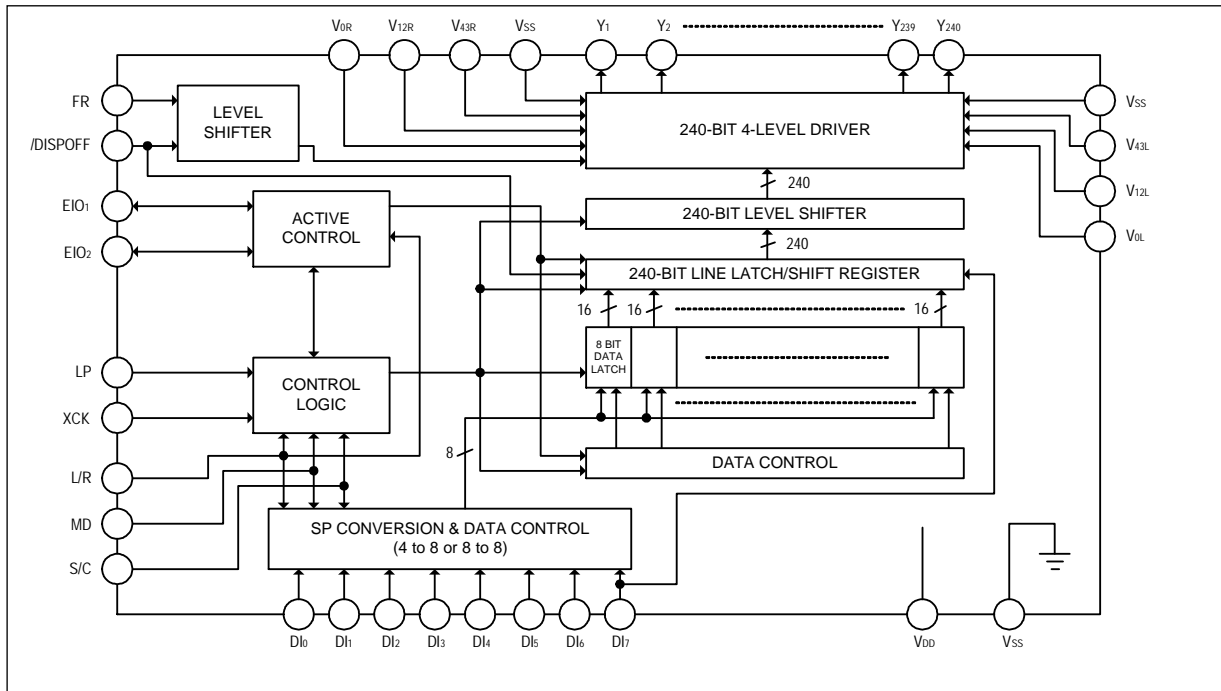 V0R V12R V43R VSS Y1 Y2 Y239 Y240
FR
/DISPOFF
EIO1
EIO2
LP
XCK
L/R
MD
S/C
LEVEL
SHIFTER
ACTIVE
CONTROL
CONTROL
LOGIC
240-BIT 4-LEVEL DRIVER
240
240-BIT LEVEL SHIFTER
240
240-BIT LINE LATCH/SHIFT REGISTER
16 16 16
8 BIT
DATA
LATCH
8
DATA CONTROL
SP CONVERSION & DATA CONTROL
(4 to 8 or 8 to 8)
VSS
V43L
V12L
V0L
DI0 DI1 DI2 DI3 DI4 DI5 DI6 DI7 VDD VSS